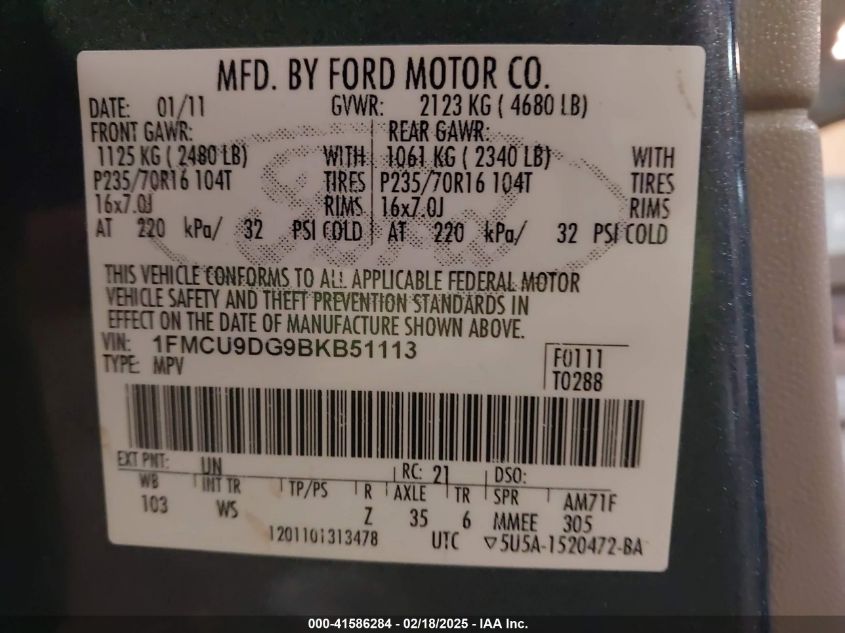 MFD. BY FORD MOTOR CO.
DATE: 01/11 GVWR: 2123 KG ( 4680 LB)
FRONT GAWR: REAR GAWR:
1125 KG ( 2480 LB) WITH 1061 KG ( 2340 LB) WITH
P235/70R16 104T TIRES P235/70R16 104T TIRES
16x7.0J RIMS 16x7.0J RIMS
AT 220 kPa/ 32 PSI COLD AT 220 kPa/ 32 PSI COLD
THIS VEHICLE CONFORMS TO ALL APPLICABLE FEDERAL MOTOR
VEHICLE SAFETY AND THEFT PREVENTION STANDARDS IN
EFFECT ON THE DATE OF MANUFACTURE SHOWN ABOVE.
VIN: 1FMCU9DG9BKB51113 F0111
TYPE: MPV T0288
EXT PNT: UN RC: 21 DSO:
WB INT TR TP/PS R AXLE TR SPR AM71F
103 WS Z 35 6 MMEE 305
1201101313478 UTC ▽5U5A-1520472-BA
000-41586284 - 02/18/2025 - IAA Inc.